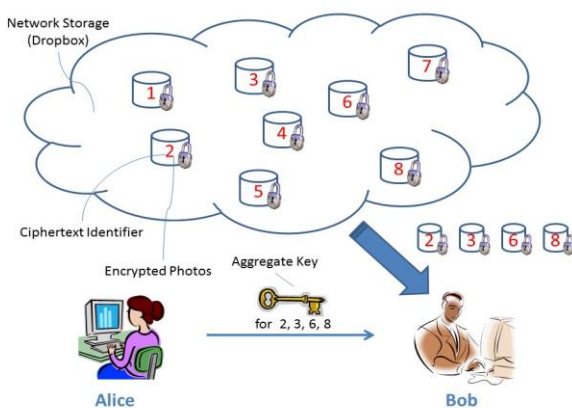 Network Storage
(Dropbox)
1
3
7
6
2
4
5
8
Ciphertext Identifier
Encrypted Photos
2 3 6 8
Aggregate Key
for 2, 3, 6, 8
Alice
Bob